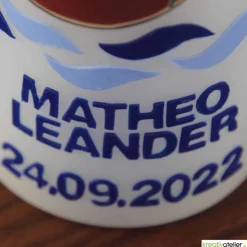 MATHEO
LEANDER
24.09.2022
kreativatelier